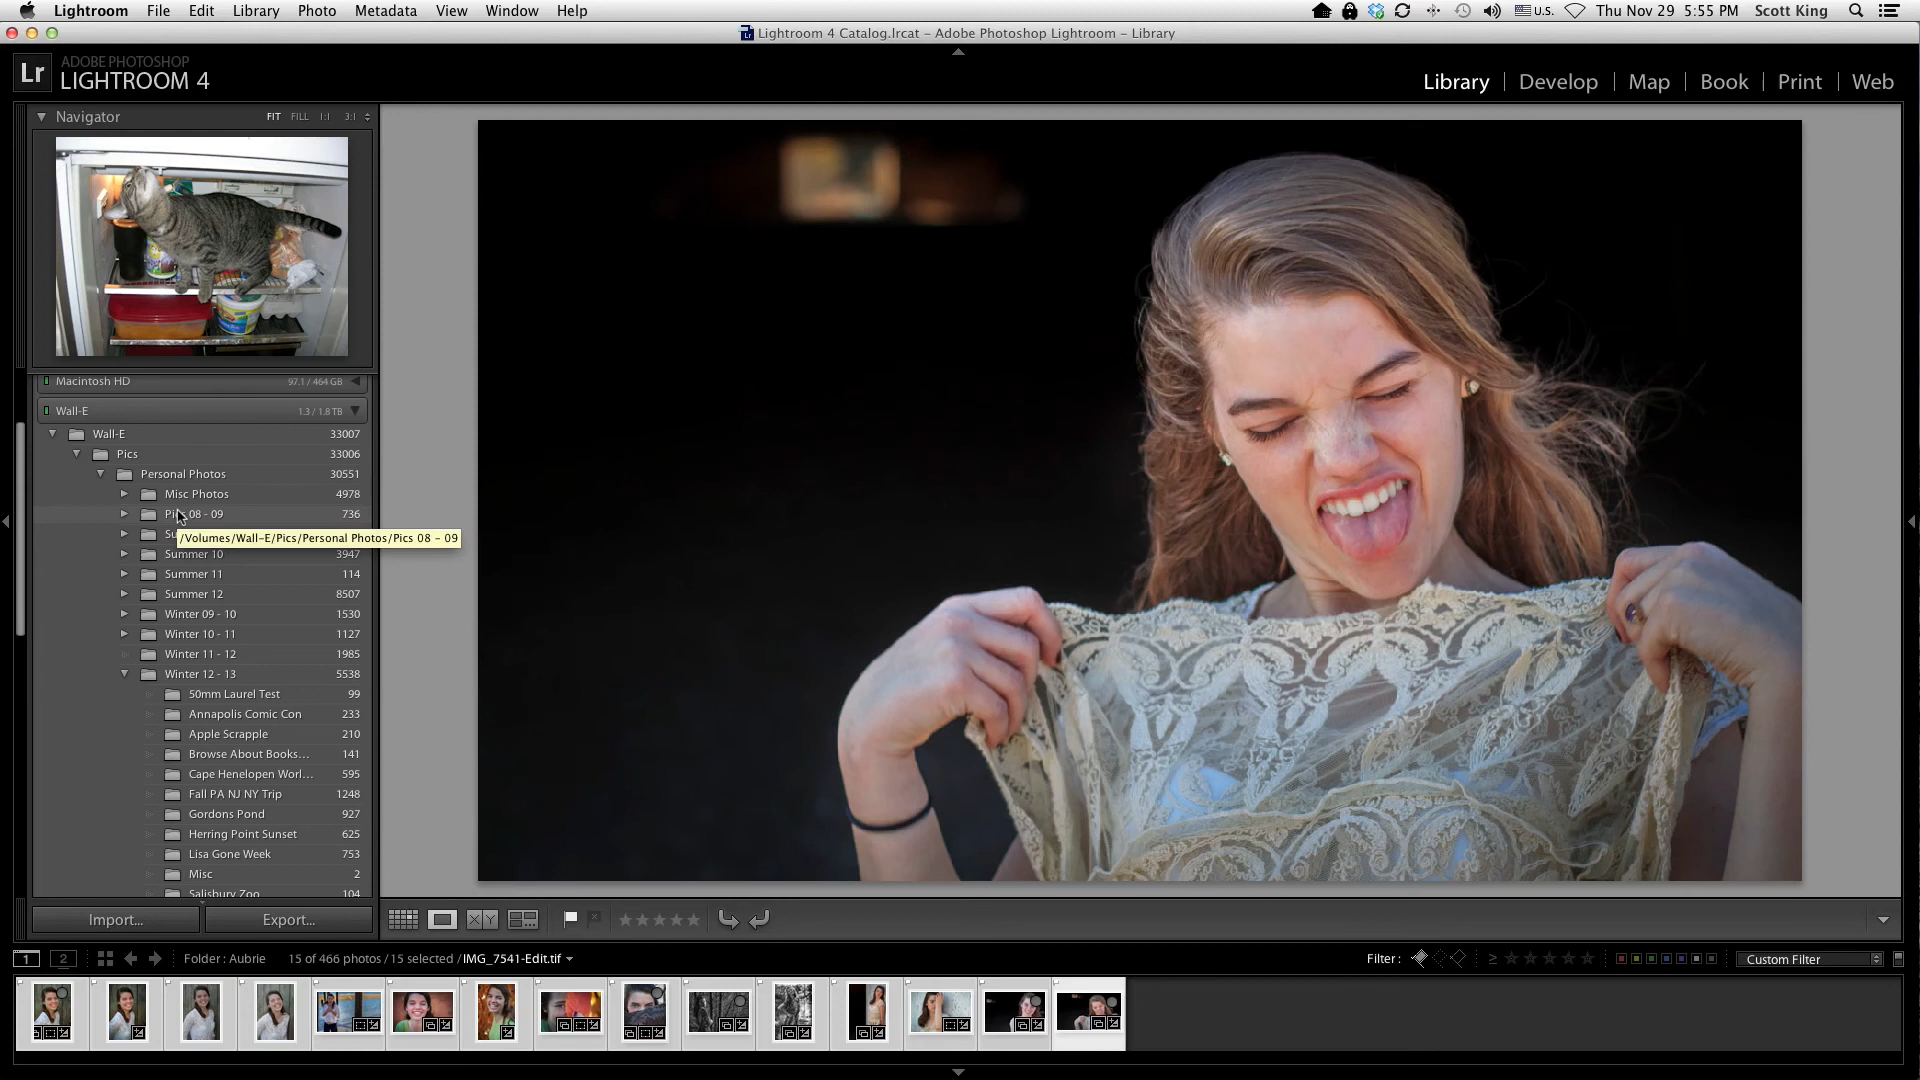 Lightroom File Edit Library Photo Metadata View Window Help U.S. Thu Nov 29 5:55 PM Scott King
Lightroom 4 Catalog.lrcat - Adobe Photoshop Lightroom - Library
Lr ADOBE PHOTOSHOP
LIGHTROOM 4
Library Develop Map Book Print Web
Navigator FIT FILL 1:1 3:1
Macintosh HD 97.1 / 464 GB
Wall-E 1.3 / 1.8 TB
Wall-E 33007
Pics 33006
Personal Photos 30551
Misc Photos 4978
08 - 09 736
/Volumes/Wall-E/Pics/Personal Photos/Pics 08 - 09
Summer 10 3947
Summer 11 114
Summer 12 8507
Winter 09 - 10 1530
Winter 10 - 11 1127
Winter 11 - 12 1985
Winter 12 - 13 5538
50mm Laurel Test 99
Annapolis Comic Con 233
Apple Scrapple 210
Browse About Books... 141
Cape Henelopen Worl... 595
Fall PA NJ NY Trip 1248
Gordons Pond 927
Herring Point Sunset 625
Lisa Gone Week 753
Misc 2
Salisbury Zoo 104
Import... Export... X Y
1 2 Folder : Aubrie 15 of 466 photos / 15 selected / IMG_7541-Edit.tif Filter : ≥ Custom Filter